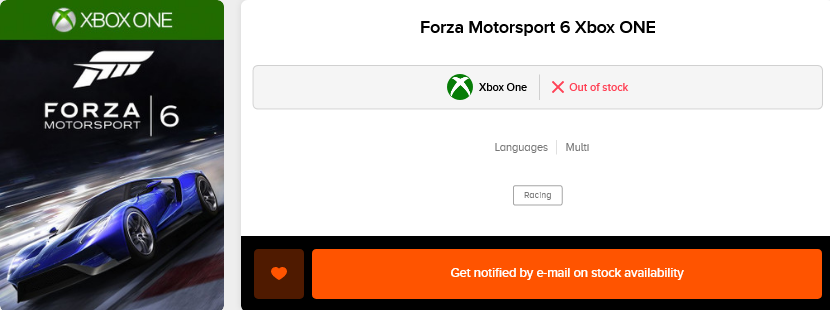 XBOX ONE
FORZA
MOTORSPORT 6
Forza Motorsport 6 Xbox ONE
Xbox One Out of stock
Languages Multi
Racing
Get notified by e-mail on stock availability